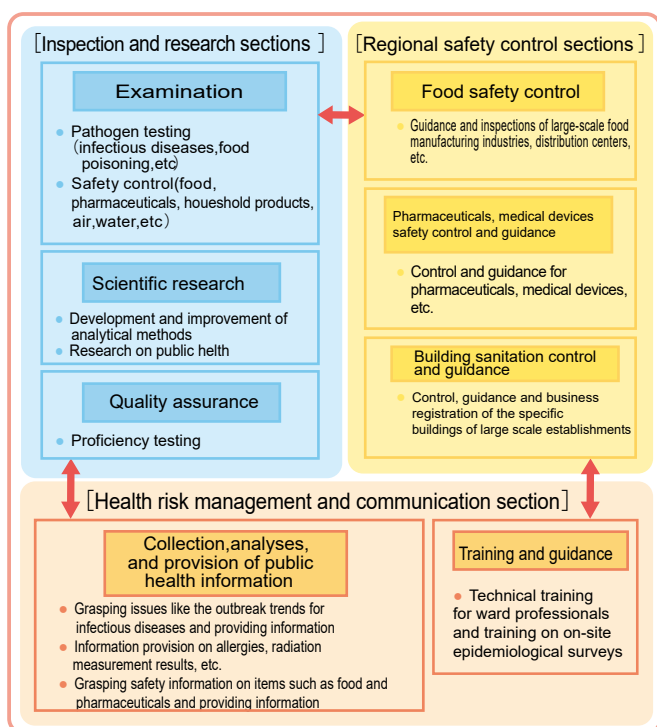 [Inspection and research sections]
Examination
Pathogen testing
(infectious diseases,food
poisoning,etc)
Safety control(food,
pharmaceuticals, houeshold products,
air,water,etc)
Scientific research
Development and improvement of
analytical methods
Research on public helth
Quality assurance
Proficiency testing
[Regional safety control sections]
Food safety control
Guidance and inspections of large-scale food
manufacturing industries, distribution centers,
etc.
Pharmaceuticals, medical devices
safety control and guidance
Control and guidance for
pharmaceuticals, medical devices,
etc.
Building sanitation control
and guidance
Control, guidance and business
registration of the specific
buildings of large scale establishments
[Health risk management and communication section]
Collection,analyses,
and provision of public
health information
Grasping issues like the outbreak trends for
infectious diseases and providing information
Information provision on allergies, radiation
measurement results, etc.
Grasping safety information on items such as food and
pharmaceuticals and providing information
Training and guidance
Technical training
for ward professionals
and training on on-site
epidemiological surveys